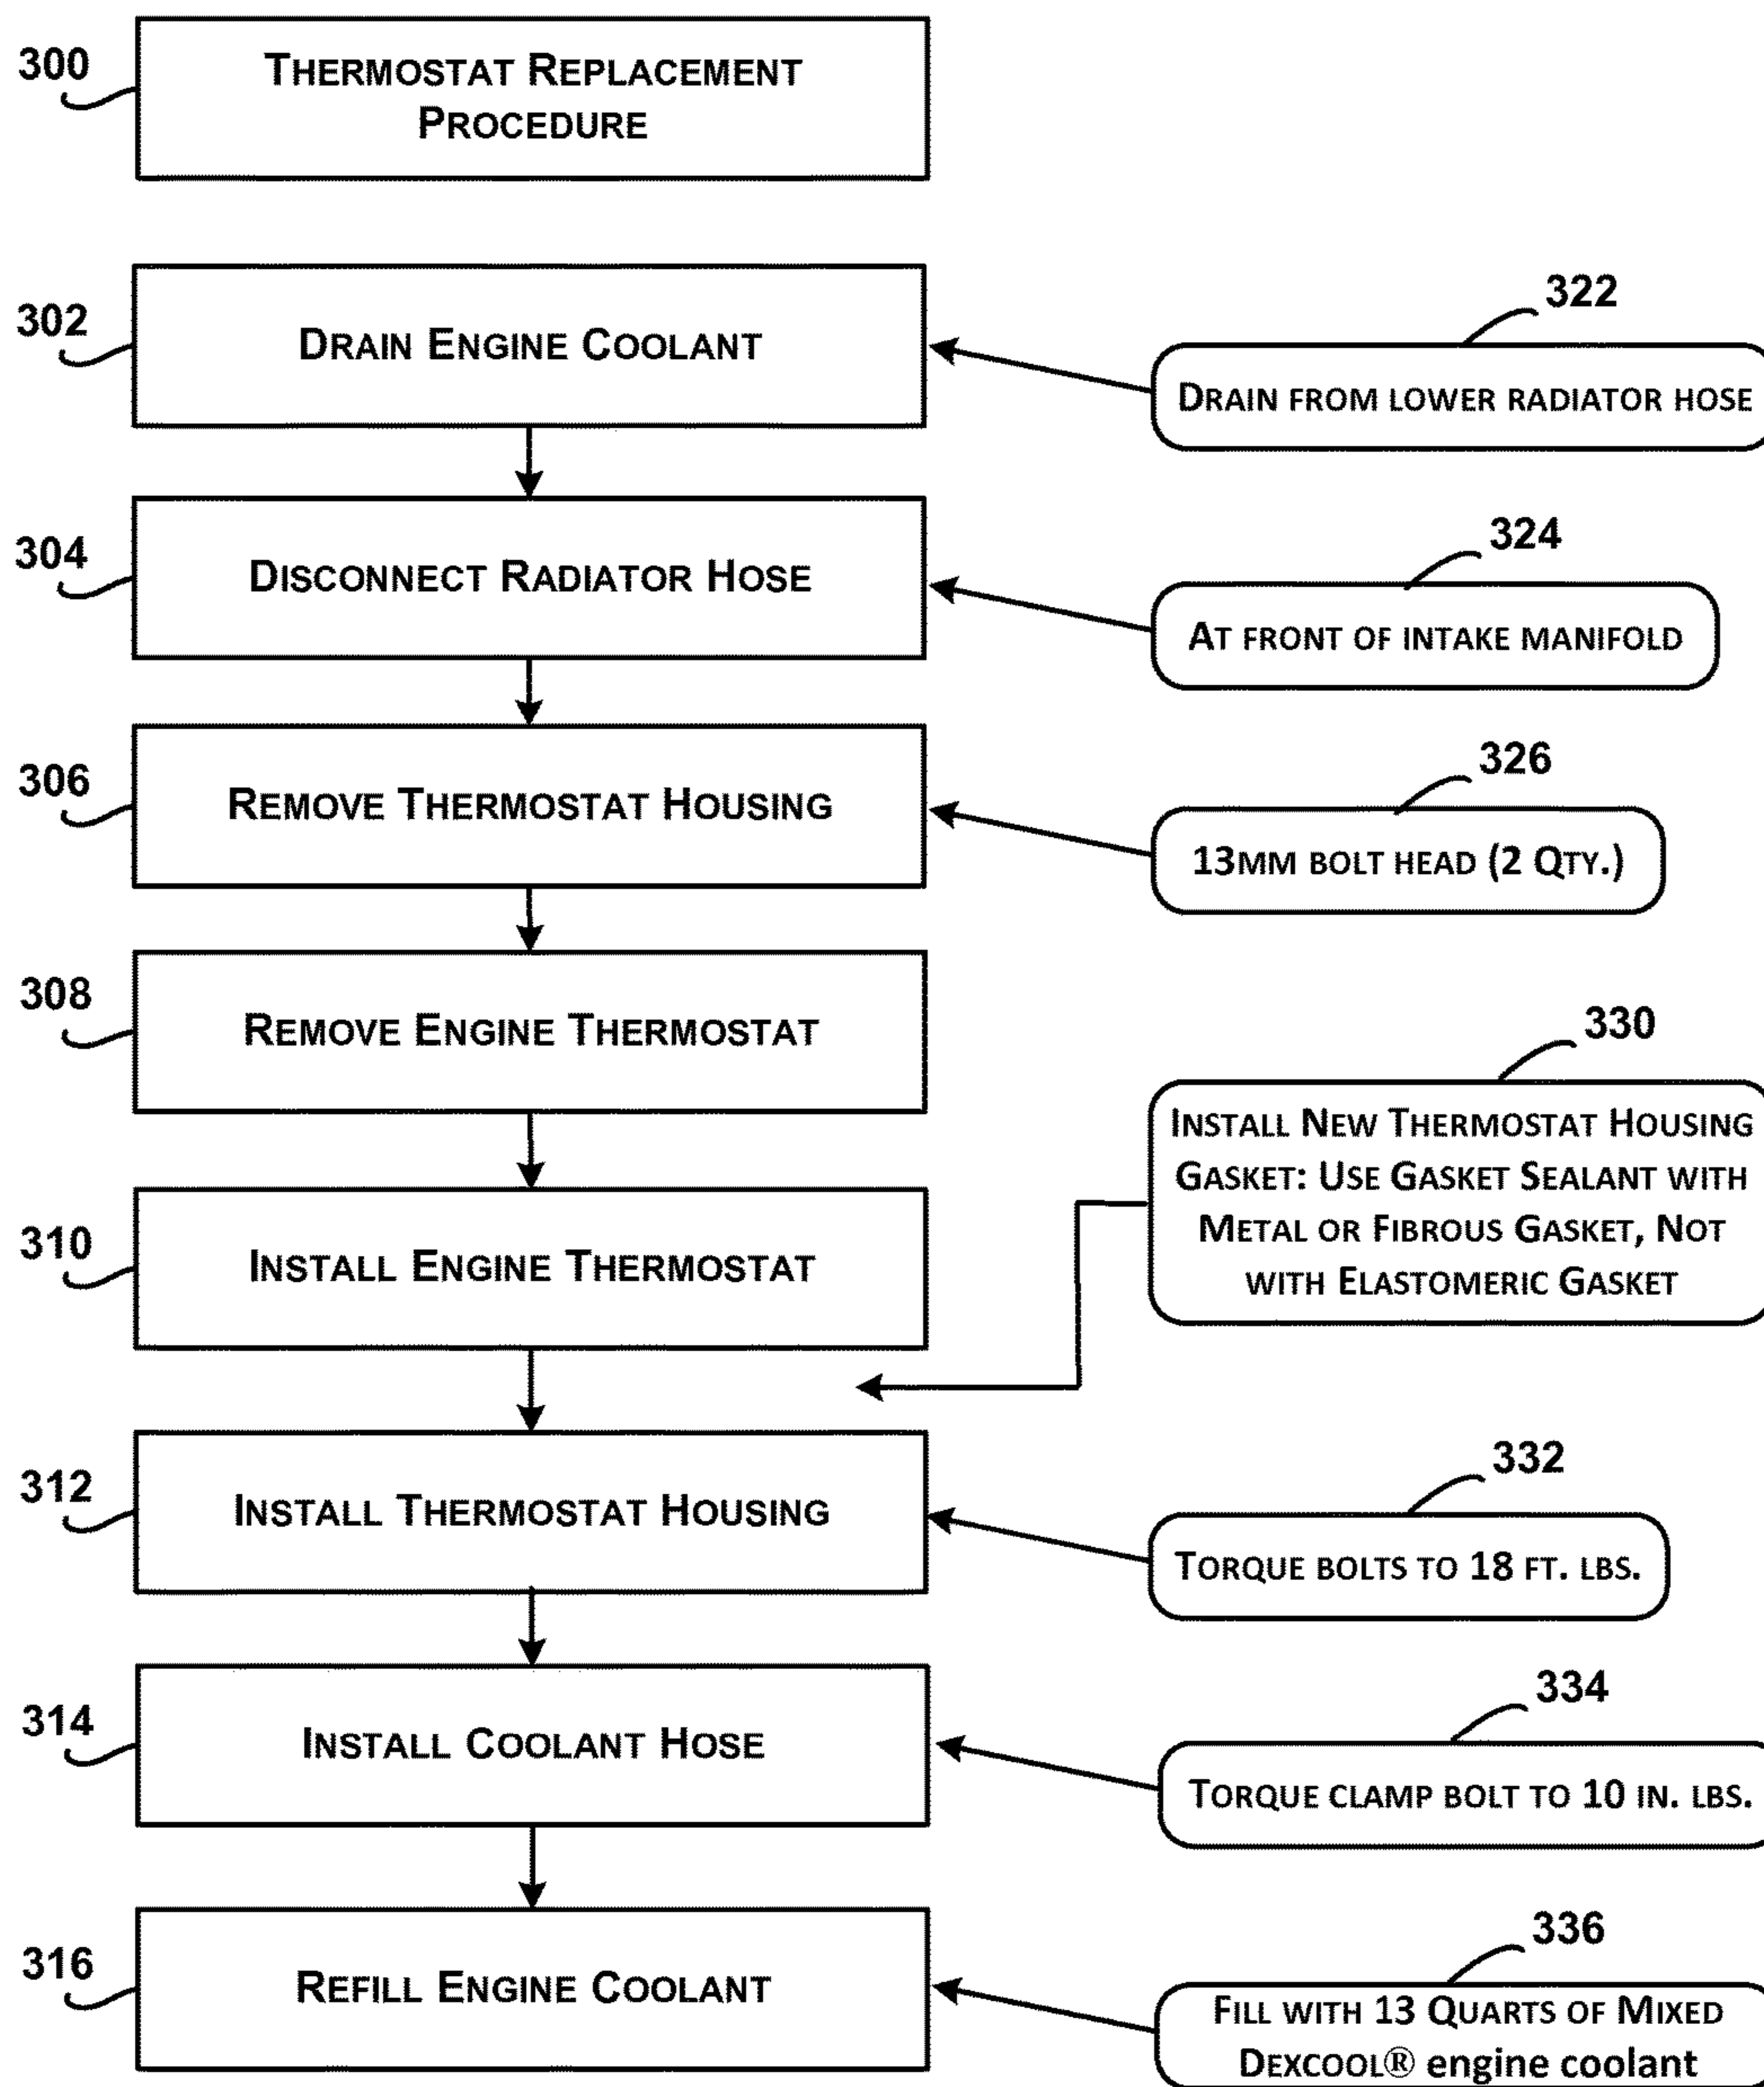 300
THERMOSTAT REPLACEMENT
PROCEDURE
302
DRAIN ENGINE COOLANT
322
DRAIN FROM LOWER RADIATOR HOSE
304
DISCONNECT RADIATOR HOSE
324
AT FRONT OF INTAKE MANIFOLD
306
REMOVE THERMOSTAT HOUSING
326
13MM BOLT HEAD (2 QTY.)
308
REMOVE ENGINE THERMOSTAT
330
INSTALL NEW THERMOSTAT HOUSING
GASKET: USE GASKET SEALANT WITH
METAL OR FIBROUS GASKET, NOT
WITH ELASTOMERIC GASKET
310
INSTALL ENGINE THERMOSTAT
312
INSTALL THERMOSTAT HOUSING
332
TORQUE BOLTS TO 18 FT. LBS.
314
INSTALL COOLANT HOSE
334
TORQUE CLAMP BOLT TO 10 IN. LBS.
316
REFILL ENGINE COOLANT
336
FILL WITH 13 QUARTS OF MIXED
DEXCOOL® engine coolant